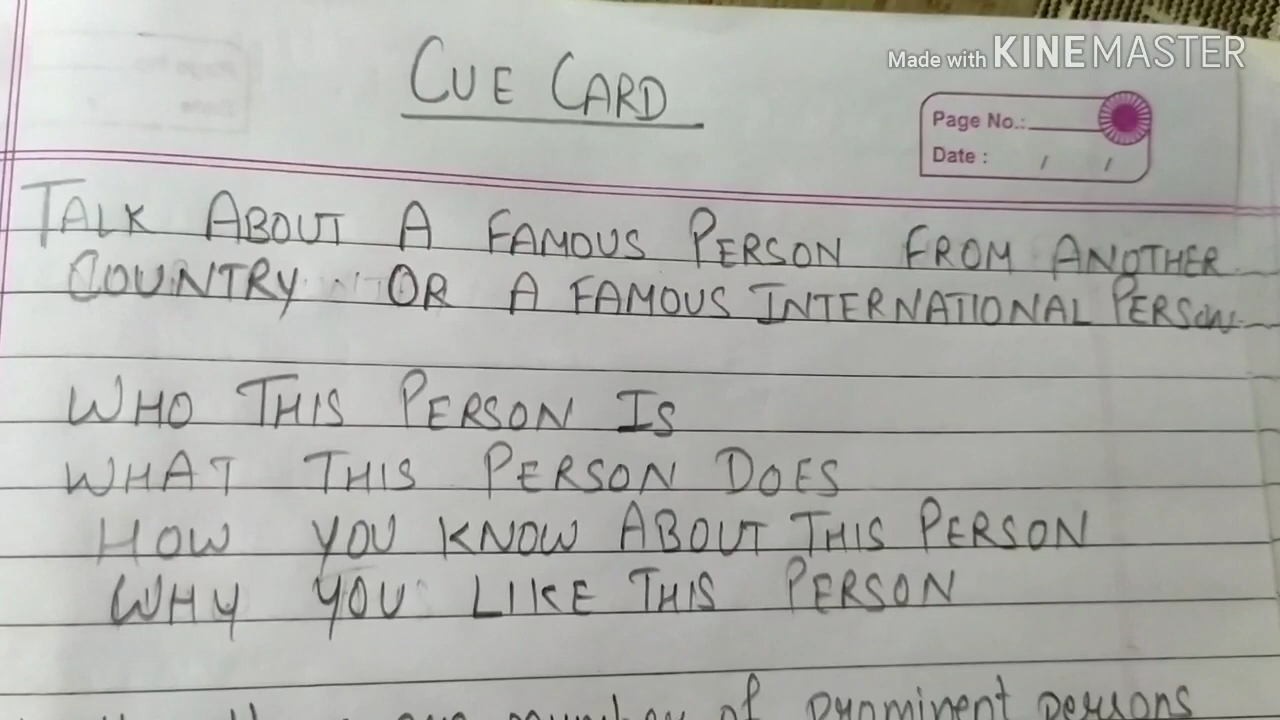 Made with KINEMASTER
CUE CARD
Page No.:
Date : / /
TALK ABOUT A FAMOUS PERSON FROM ANOTHER
COUNTRY OR A FAMOUS INTERNATIONAL PERSON
WHO THIS PERSON IS
WHAT THIS PERSON DOES
HOW YOU KNOW ABOUT THIS PERSON
WHY YOU LIKE THIS PERSON
of prominent persons